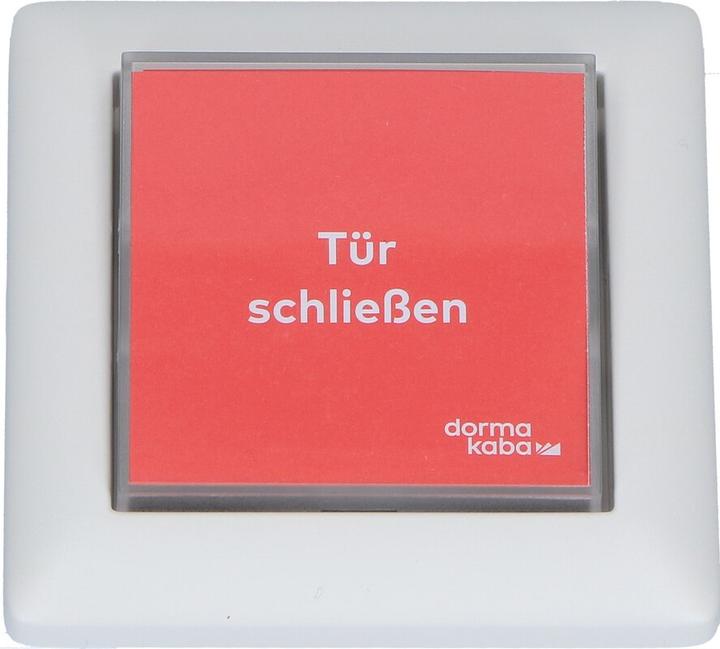 Tür
schließen
dorma
kaba